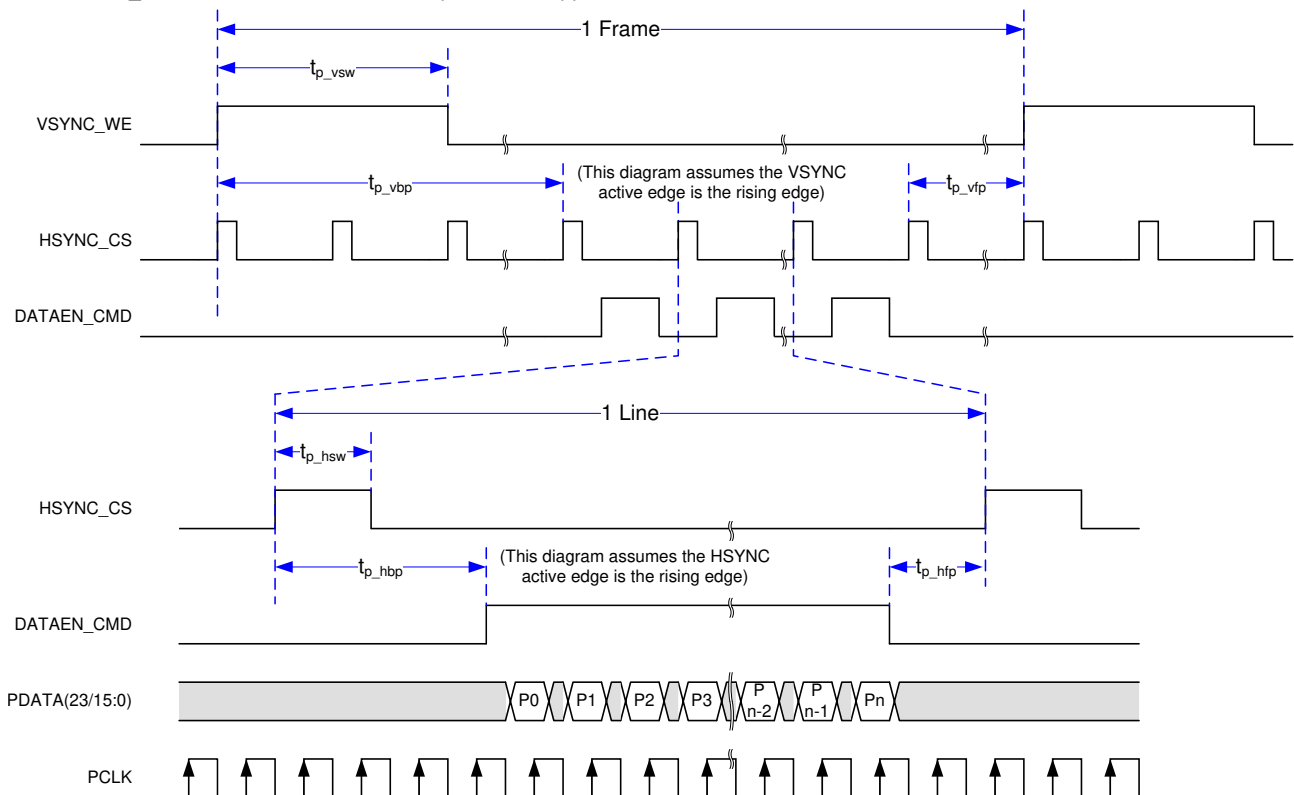 1 Frame
tp_vsw
VSYNC_WE
tp_vbp
(This diagram assumes the VSYNC
active edge is the rising edge)
tp_vfp
HSYNC_CS
DATAEN_CMD
1 Line
tp_hsw
HSYNC_CS
tp_hbp
(This diagram assumes the HSYNC
active edge is the rising edge)
tp_hfp
DATAEN_CMD
PDATA(23/15:0)
P0 P1 P2 P3 P n-2 P n-1 Pn
PCLK